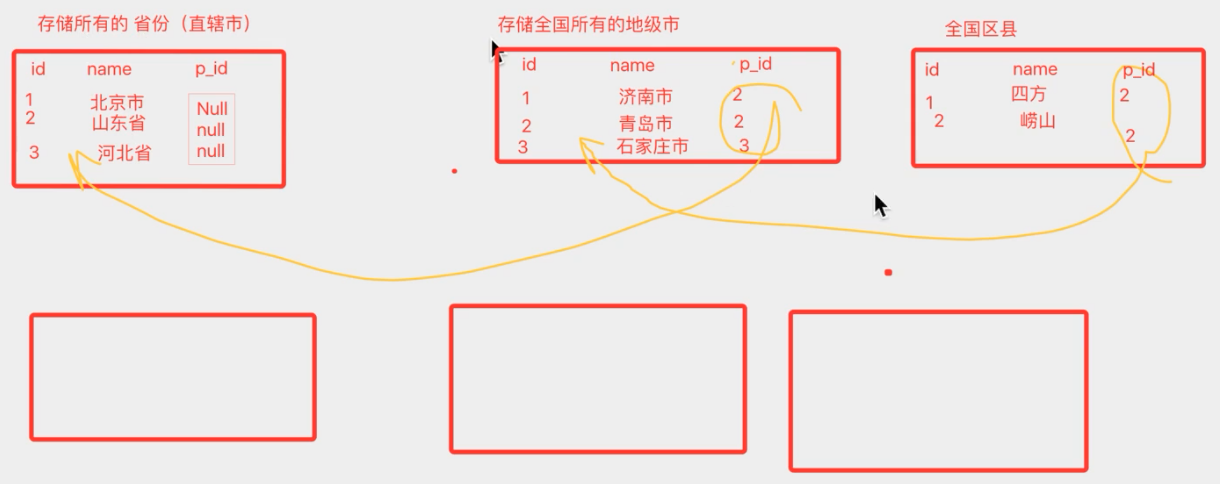 存储所有的 省份（直辖市）
id name p_id
1 北京市 Null
2 山东省 null
3 河北省 null
存储全国所有的地级市
id name p_id
1 济南市 2
2 青岛市 2
3 石家庄市 3
全国区县
id name p_id
1 四方 2
2 崂山 2